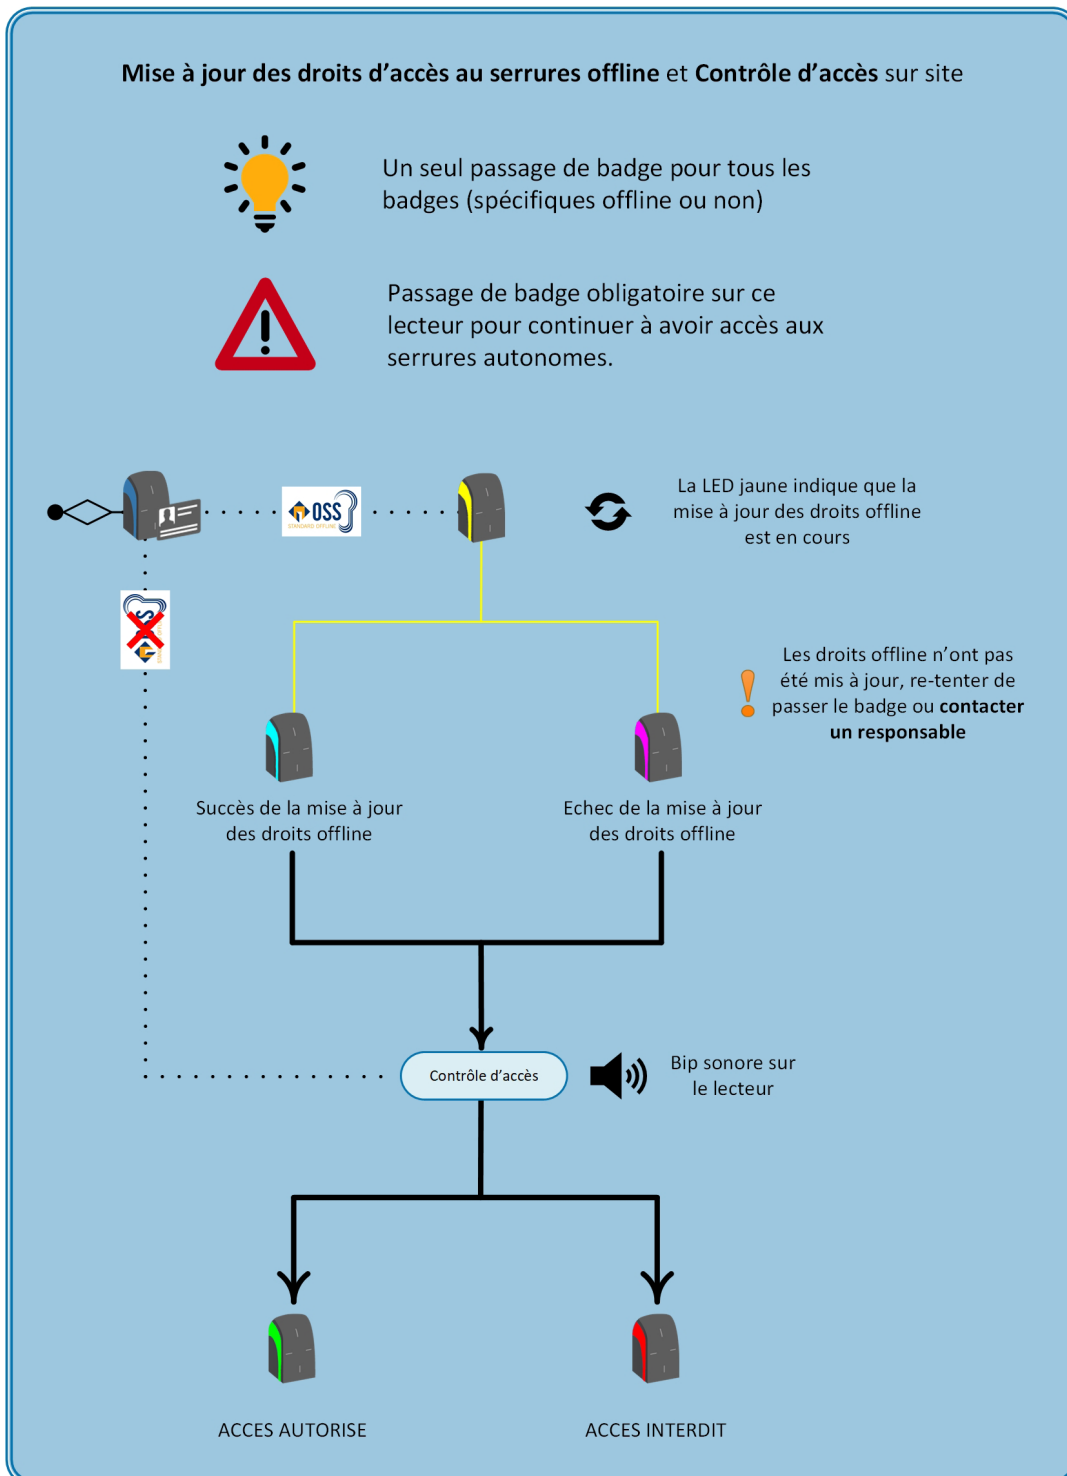 Mise à jour des droits d'accès au serrures offline et Contrôle d'accès sur site
Un seul passage de badge pour tous les
badges (spécifiques offline ou non)
Passage de badge obligatoire sur ce
lecteur pour continuer à avoir accès aux
serrures autonomes.
OSS
STANDARD OFFLINE
La LED jaune indique que la
mise à jour des droits offline
est en cours
OSS
Les droits offline n'ont pas
été mis à jour, re-tenter de
passer le badge ou contacter
un responsable
Succès de la mise à jour
des droits offline
Echec de la mise à jour
des droits offline
Contrôle d'accès
Bip sonore sur
le lecteur
ACCES AUTORISE
ACCES INTERDIT